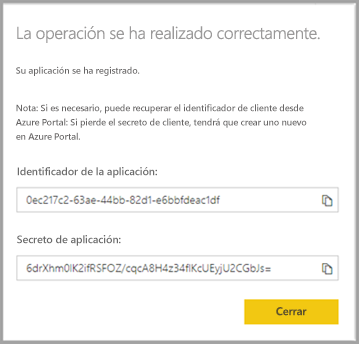 La operación se ha realizado correctamente.
Su aplicación se ha registrado.
Nota: Si es necesario, puede recuperar el identificador de cliente desde
Azure Portal: Si pierde el secreto de cliente, tendrá que crear uno nuevo
en Azure Portal.
Identificador de la aplicación:
0ec217c2-63ae-44bb-82d1-e6bbfdeac1df
Secreto de aplicación:
6drXhm0lK2ifRSFOZ/cqcA8H4z34flKcUEyjU2CGbJs=
Cerrar